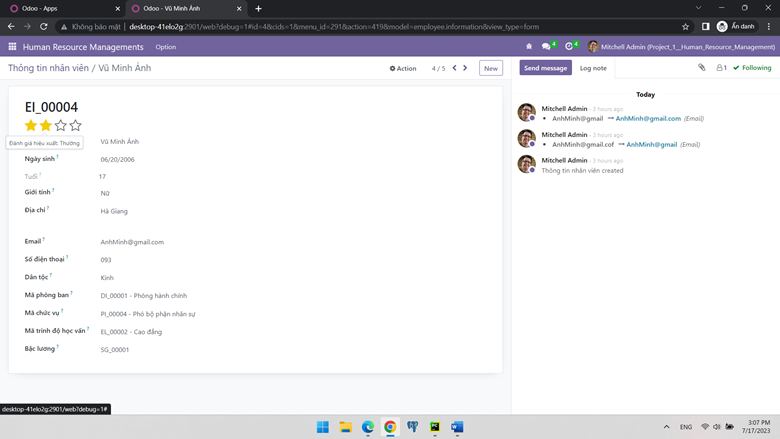 Odoo - Apps
Odoo - Vũ Minh Ánh
Không bảo mật
desktop-41elo2g:2901/web?debug=1#id=4&cids=1&menu_id=291&action=419&model=employee.information&view_type=form
Ẩn danh
Human Resource Managements
Option
4
4
Mitchell Admin (Project_1__Human_Resource_Management)
Thông tin nhân viên / Vũ Minh Ánh
Action
4 / 5
New
Send message
Log note
1
Following
EI_00004
Đánh giá hiệu xuất: Thường
Vũ Minh Ánh
Ngày sinh ?
06/20/2006
Tuổi ?
17
Giới tính ?
Nữ
Địa chỉ ?
Hà Giang
Email ?
AnhMinh@gmail.com
Số điện thoại ?
093
Dân tộc ?
Kinh
Mã phòng ban ?
DI_00001 - Phòng hành chính
Mã chức vụ ?
PI_00004 - Phó bộ phận nhân sự
Mã trình độ học vấn ?
EL_00002 - Cao đẳng
Bậc lương ?
SG_00001
Today
Mitchell Admin - 3 hours ago
AnhMinh@gmail → AnhMinh@gmail.com (Email)
Mitchell Admin - 3 hours ago
AnhMinh@gmail.cof → AnhMinh@gmail (Email)
Mitchell Admin - 3 hours ago
Thông tin nhân viên created
desktop-41elo2g:2901/web?debug=1#
ENG
3:07 PM
7/17/2023